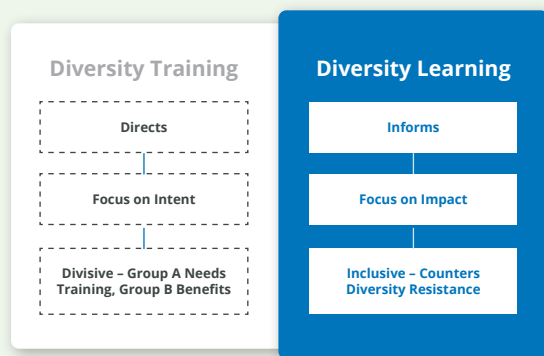 Diversity Training
Directs
Focus on Intent
Divisive – Group A Needs
Training, Group B Benefits
Diversity Learning
Informs
Focus on Impact
Inclusive – Counters
Diversity Resistance